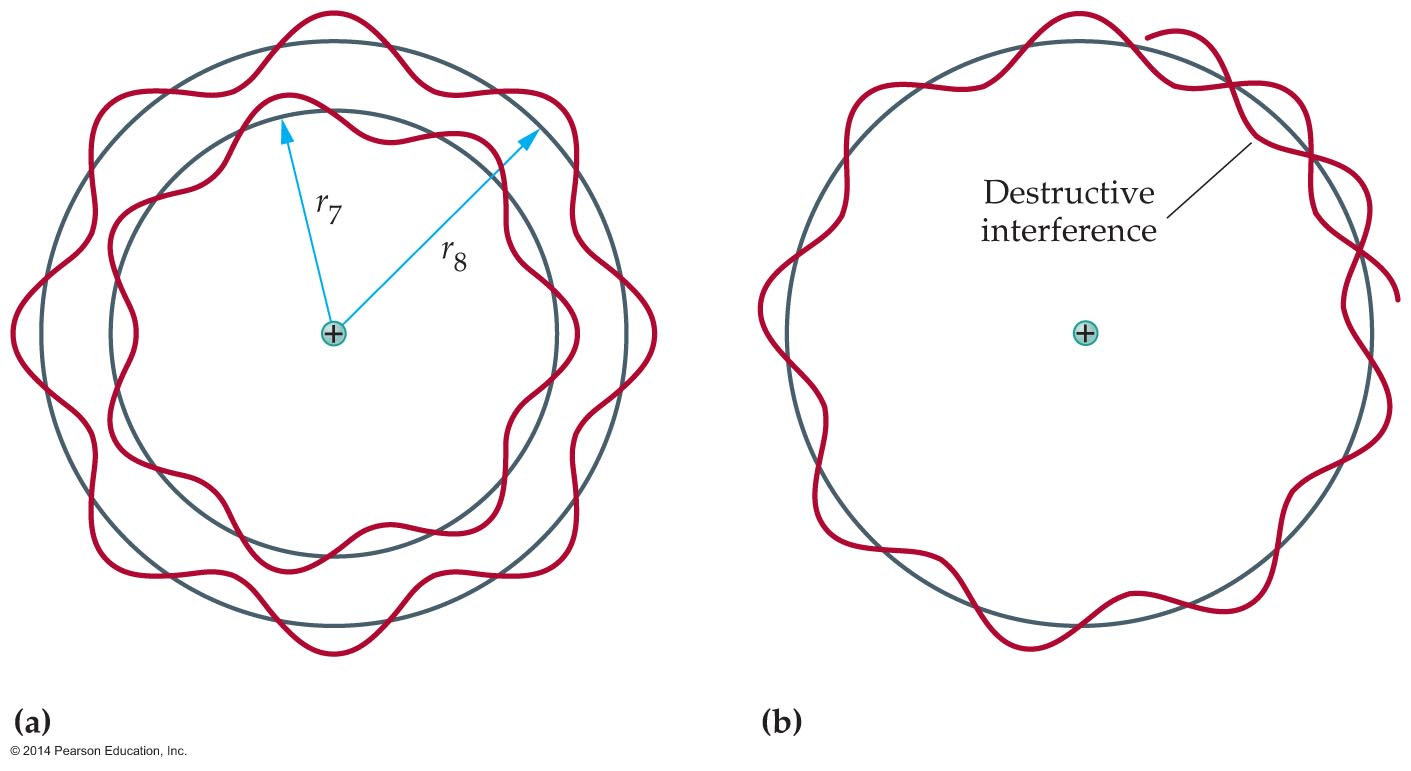 r7
r8
+
Destructive
interference
+
(a)
(b)
© 2014 Pearson Education, Inc.